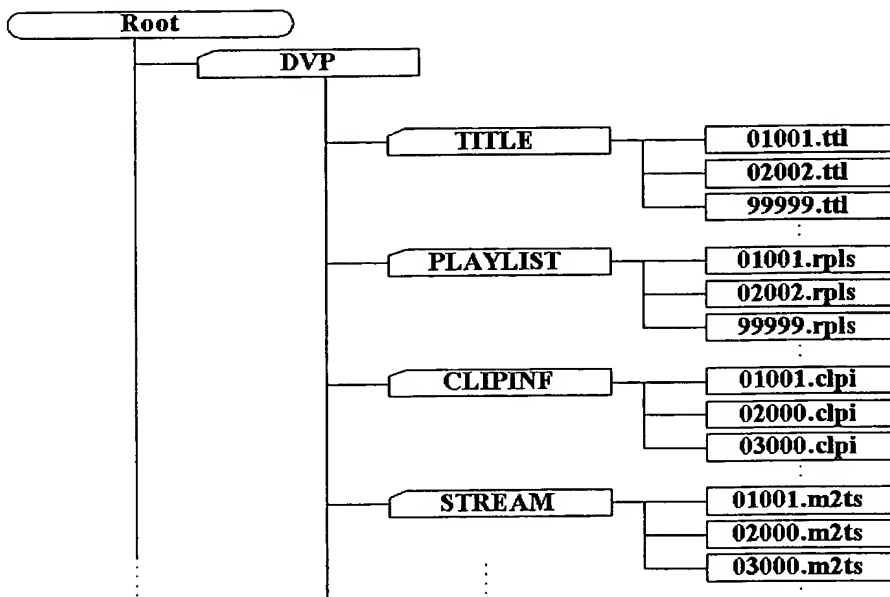 Root
DVP
TITLE
01001.ttl
02002.ttl
99999.ttl
PLAYLIST
01001.rpls
02002.rpls
99999.rpls
CLIPINF
01001.clpi
02000.clpi
03000.clpi
STREAM
01001.m2ts
02000.m2ts
03000.m2ts